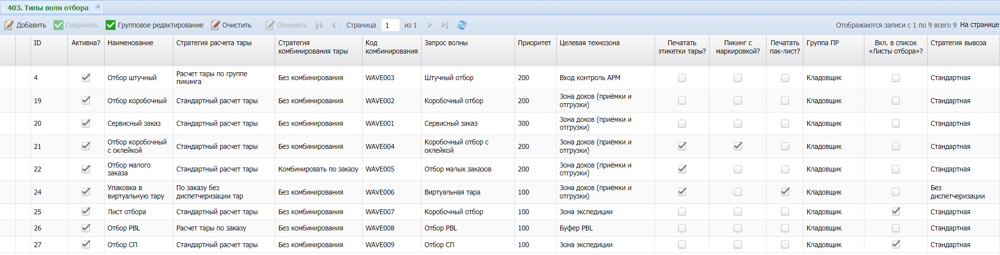 403. Типы волн отбора
Добавить Сохранить Групповое редактирование Очистить Отменить Страница 1 из 1 Отображаются записи с 1 по 9 всего 9 На странице:
ID Активна? Наименование Стратегия расчета тары Стратегия комбинирования тары Код комбинирования Запрос волны Приоритет Целевая технозона Печатать этикетки тары? Пикинг с маркировкой? Печатать пак-лист? Группа ПР Вкл. в список «Листы отбора»? Стратегия вывоза
4 Отбор штучный Расчет тары по группе пикинга Без комбинирования WAVE003 Штучный отбор 200 Вход контроль АРМ Кладовщик Стандартная
19 Отбор коробочный Стандартный расчет тары Без комбинирования WAVE002 Коробочный отбор 200 Зона доков (приёмки и отгрузки) Кладовщик Стандартная
20 Сервисный заказ Стандартный расчет тары Без комбинирования WAVE001 Сервисный заказ 300 Зона доков (приёмки и отгрузки) Кладовщик Стандартная
21 Отбор коробочный с оклейкой Стандартный расчет тары Без комбинирования WAVE004 Коробочный отбор с оклейкой 200 Зона доков (приёмки и отгрузки) Кладовщик Стандартная
22 Отбор малого заказа Стандартный расчет тары Комбинировать по заказу WAVE005 Отбор малых заказов 200 Зона доков (приёмки и отгрузки) Кладовщик Стандартная
24 Упаковка в виртуальную тару По заказу без диспетчеризации тар Без комбинирования WAVE006 Виртуальная тара 100 Зона доков (приёмки и отгрузки) Кладовщик Без диспетчеризации
25 Лист отбора Стандартный расчет тары Без комбинирования WAVE007 Коробочный отбор 100 Зона экспедиции Кладовщик Стандартная
26 Отбор PBL Расчет тары по заказу Без комбинирования WAVE008 Отбор PBL 100 Буфер PBL Кладовщик Стандартная
27 Отбор СП Стандартный расчет тары Без комбинирования WAVE009 Отбор СП 100 Зона экспедиции Кладовщик Стандартная